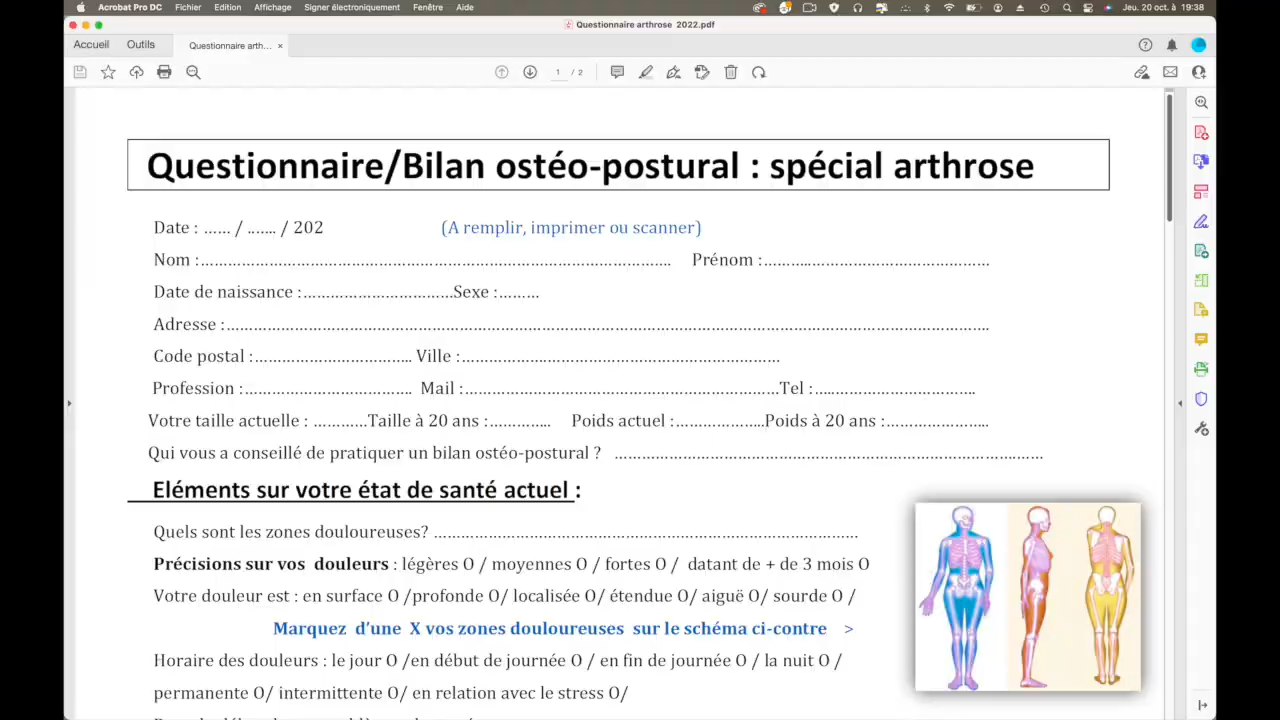 Acrobat Pro DC Fichier Edition Affichage Signer électroniquement Fenêtre Aide Jeu. 20 oct. à 19:38
Questionnaire arthrose 2022.pdf
Accueil Outils Questionnaire arth... ×
1 / 2
Questionnaire/Bilan ostéo-postural : spécial arthrose
Date : ...... / ....... / 202 (A remplir, imprimer ou scanner)
Nom :................................................................................................. Prénom :..................................................
Date de naissance :.................................Sexe :.........
Adresse :.....................................................................................................................................................................
Code postal :................................... Ville :......................................................................
Profession :..................................... Mail :.....................................................................Tel :...................................
Votre taille actuelle : ............Taille à 20 ans :.............. Poids actuel :....................Poids à 20 ans :.......................
Qui vous a conseillé de pratiquer un bilan ostéo-postural ? ..............................................................................................
Eléments sur votre état de santé actuel :
Quels sont les zones douloureuses? .............................................................................................
Précisions sur vos douleurs : légères O / moyennes O / fortes O / datant de + de 3 mois O
Votre douleur est : en surface O /profonde O/ localisée O/ étendue O/ aiguë O/ sourde O /
Marquez d’une X vos zones douloureuses sur le schéma ci-contre >
Horaire des douleurs : le jour O /en début de journée O / en fin de journée O / la nuit O /
permanente O/ intermittente O/ en relation avec le stress O/